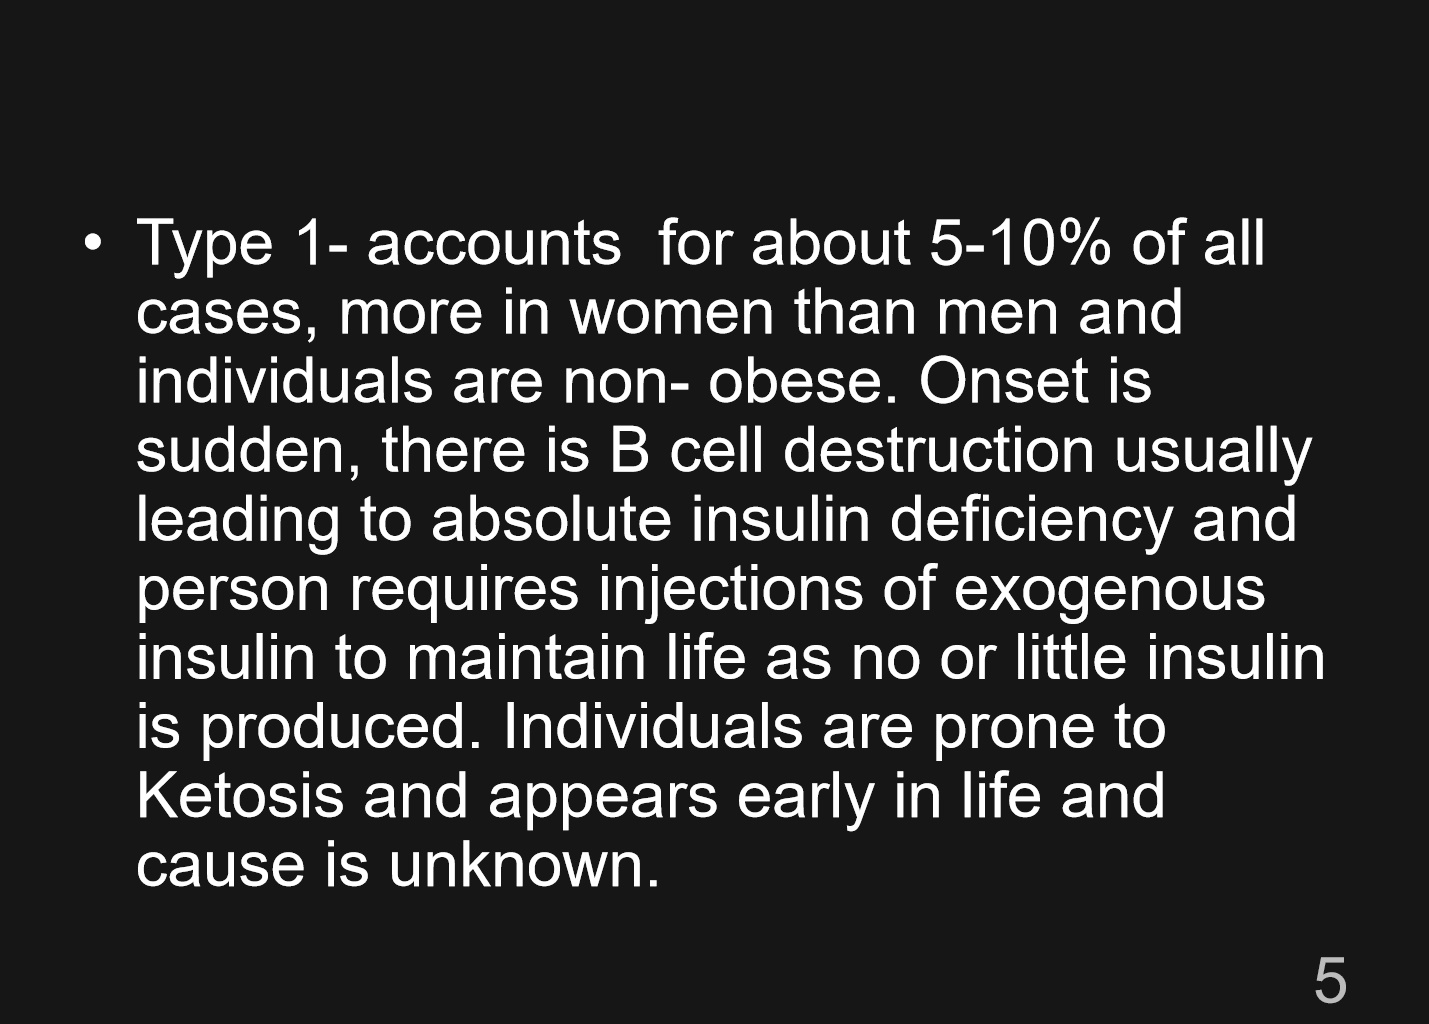 • Type 1- accounts  for about 5-10% of all
cases, more in women than men and
individuals are non- obese. Onset is
sudden, there is B cell destruction usually
leading to absolute insulin deficiency and
person requires injections of exogenous
insulin to maintain life as no or little insulin
is produced. Individuals are prone to
Ketosis and appears early in life and
cause is unknown.
5